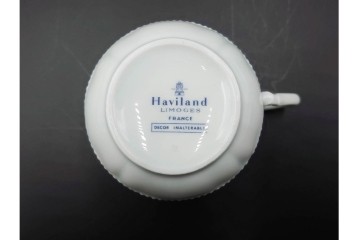 Haviland
LIMOGES
FRANCE
DECOR INALTERABLE